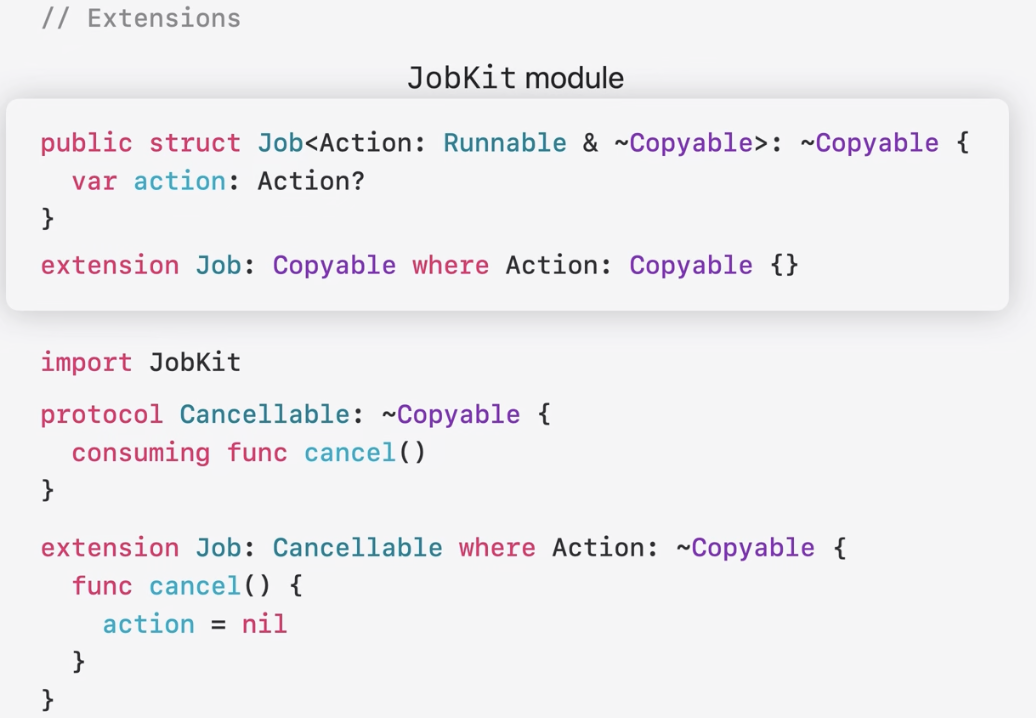 // Extensions
JobKit module
public struct Job<Action: Runnable & ~Copyable>: ~Copyable {
  var action: Action?
}
extension Job: Copyable where Action: Copyable {}
import JobKit
protocol Cancellable: ~Copyable {
  consuming func cancel()
}
extension Job: Cancellable where Action: ~Copyable {
  func cancel() {
    action = nil
  }
}